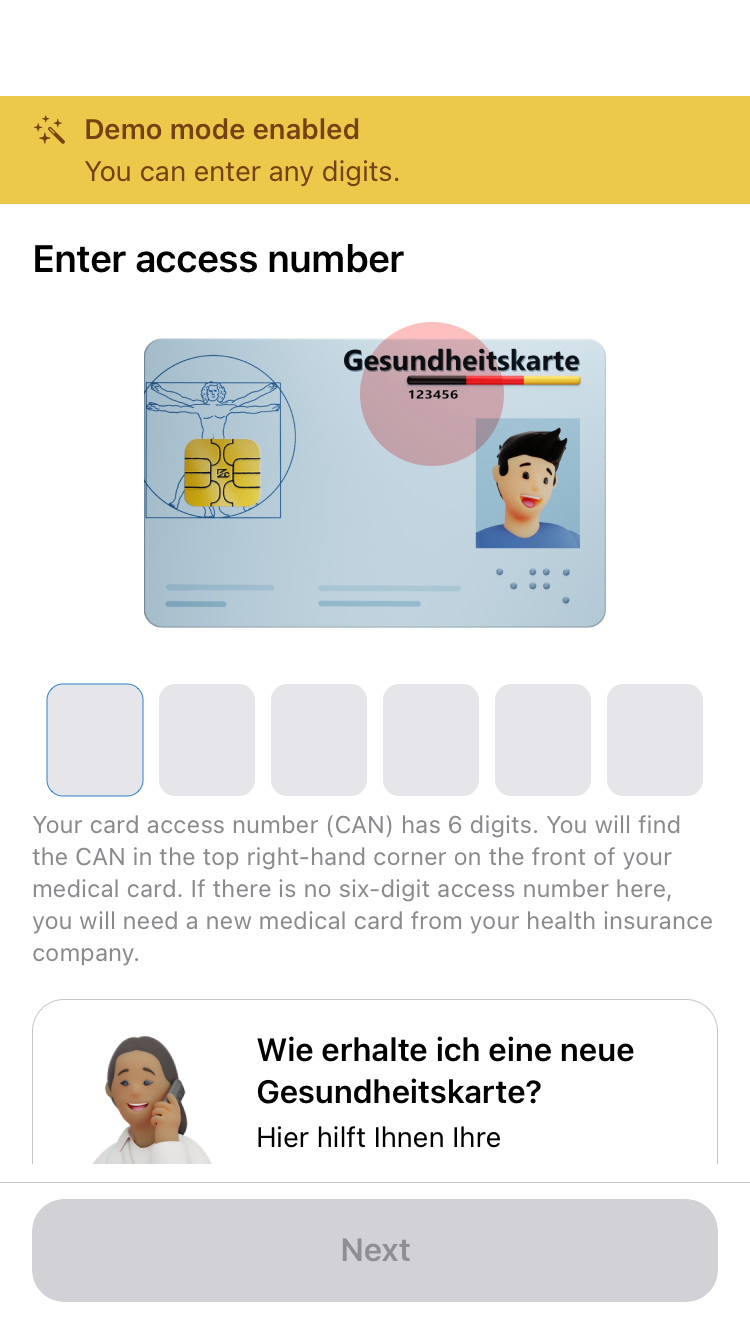 Demo mode enabled
You can enter any digits.
Enter access number
Gesundheitskarte
123456
Your card access number (CAN) has 6 digits. You will find
the CAN in the top right-hand corner on the front of your
medical card. If there is no six-digit access number here,
you will need a new medical card from your health insurance
company.
Wie erhalte ich eine neue
Gesundheitskarte?
Hier hilft Ihnen Ihre
Next